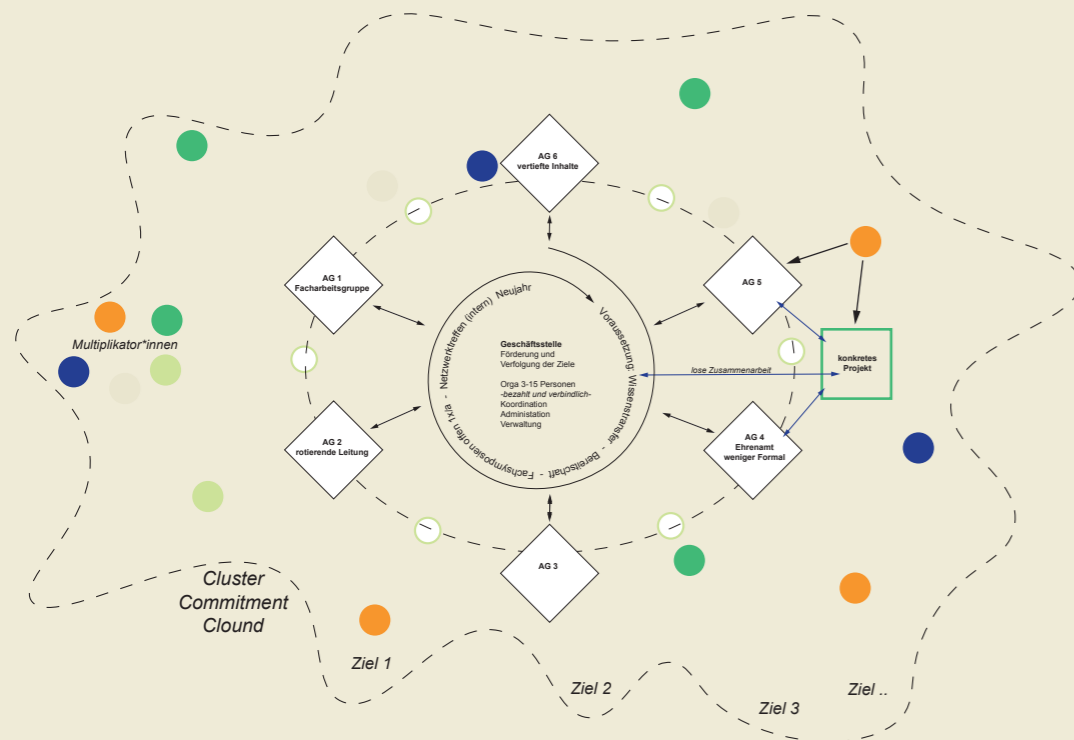 AG 6
vertiefte Inhalte
AG 1
Facharbeitsgruppe
AG 5
Voraussetzung: Wissenstransfer - Bereitschaft - Fachsymposien offen 1x/a - Netzwerktreffen (intern) Neujahr
Geschäftsstelle
Förderung und
Verfolgung der Ziele
Orga 3-15 Personen
-bezahlt und verbindlich-
Koordination
Administation
Verwaltung
Multiplikator*innen
lose Zusammenarbeit
konkretes
Projekt
AG 2
rotierende Leitung
AG 4
Ehrenamt
weniger Formal
AG 3
Cluster
Commitment
Clound
Ziel 1
Ziel 2
Ziel 3
Ziel ..